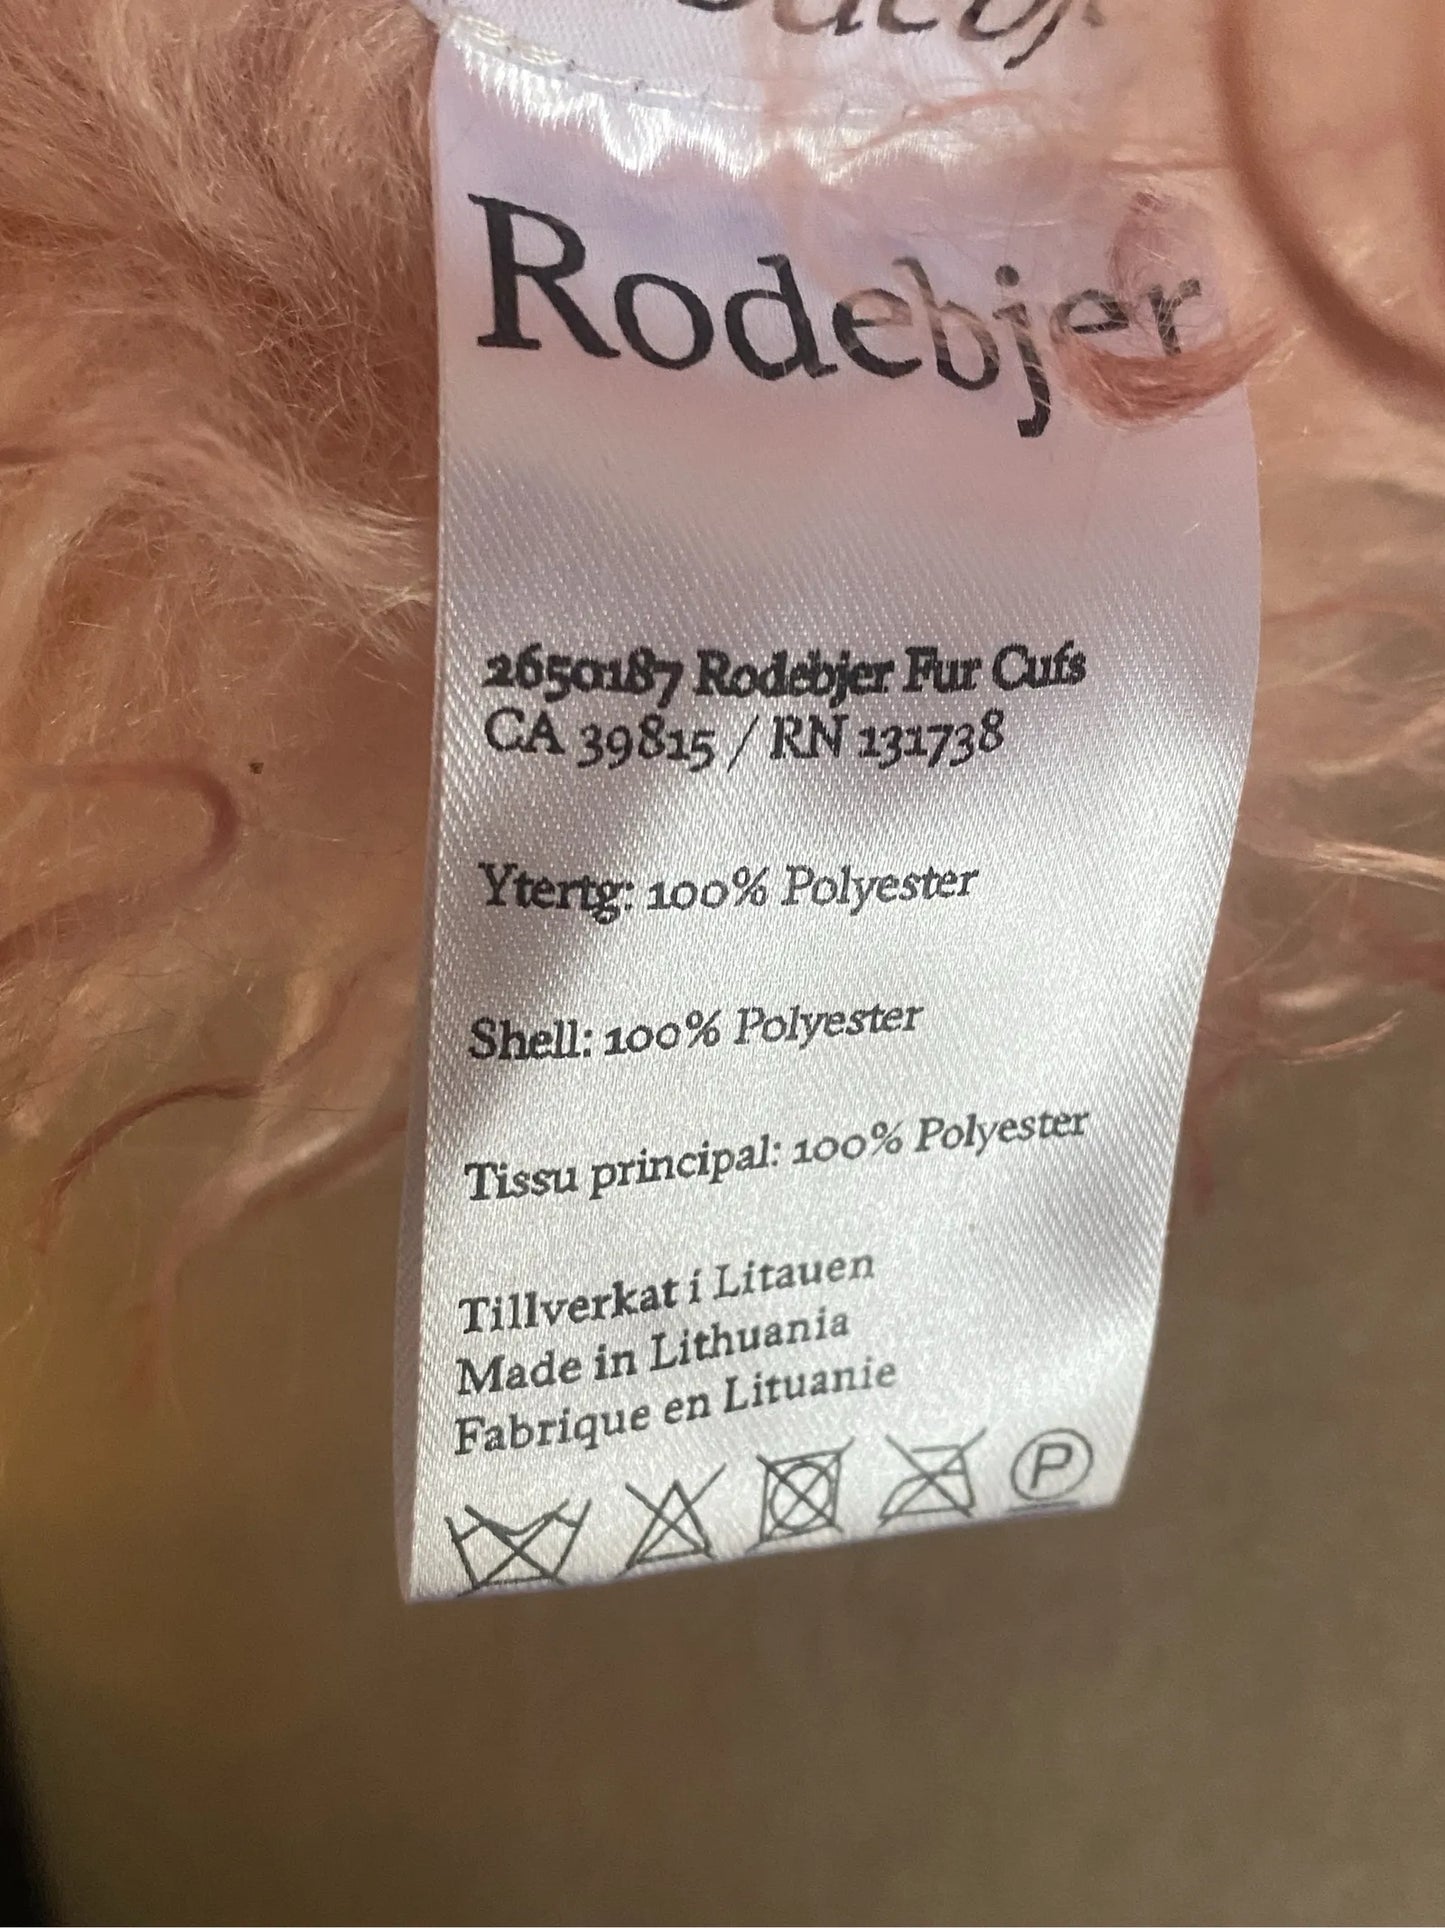 Rodebjer
2650187 Rodebjer Fur Cufs
CA 39815 / RN 131738
Ytertg: 100% Polyester
Shell: 100% Polyester
Tissu principal: 100% Polyester
Tillverkat i Litauen
Made in Lithuania
Fabrique en Lituanie
P